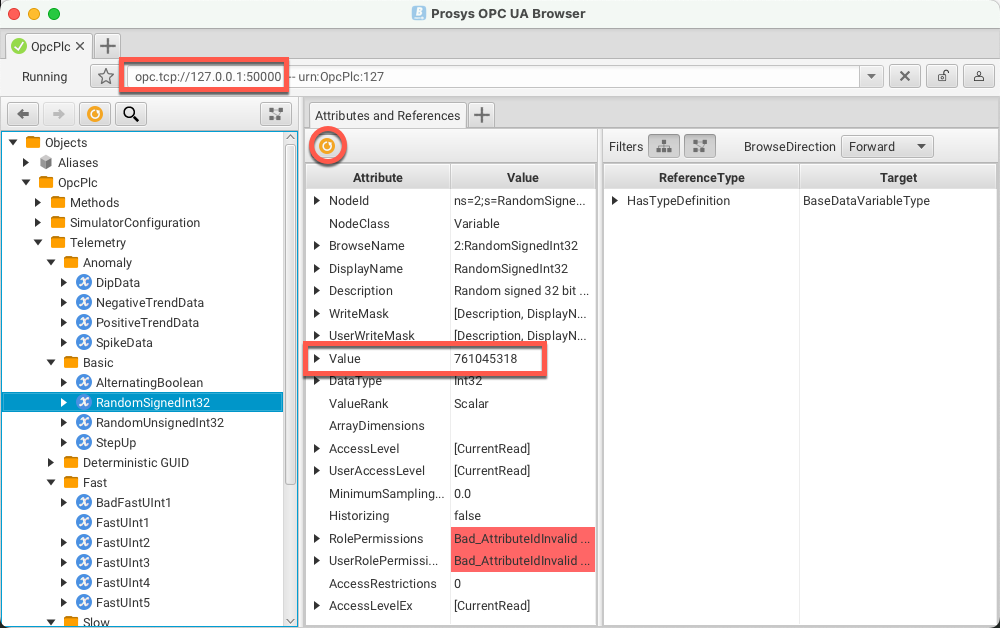 Prosys OPC UA Browser
OpcPlc
Running
opc.tcp://127.0.0.1:50000 -- urn:OpcPlc:127
Objects
Aliases
OpcPlc
Methods
SimulatorConfiguration
Telemetry
Anomaly
DipData
NegativeTrendData
PositiveTrendData
SpikeData
Basic
AlternatingBoolean
RandomSignedInt32
RandomUnsignedInt32
StepUp
Deterministic GUID
Fast
BadFastUInt1
FastUInt1
FastUInt2
FastUInt3
FastUInt4
FastUInt5
Slow
Attributes and References
Attribute Value
NodeId ns=2;s=RandomSigne...
NodeClass Variable
BrowseName 2:RandomSignedInt32
DisplayName RandomSignedInt32
Description Random signed 32 bit ...
WriteMask [Description, DisplayN...
UserWriteMask [Description, DisplayN...
Value 761045318
DataType Int32
ValueRank Scalar
ArrayDimensions
AccessLevel [CurrentRead]
UserAccessLevel [CurrentRead]
MinimumSampling... 0.0
Historizing false
RolePermissions Bad_AttributeIdInvalid ...
UserRolePermissi... Bad_AttributeIdInvalid ...
AccessRestrictions 0
AccessLevelEx [CurrentRead]
Filters BrowseDirection Forward
ReferenceType Target
HasTypeDefinition BaseDataVariableType